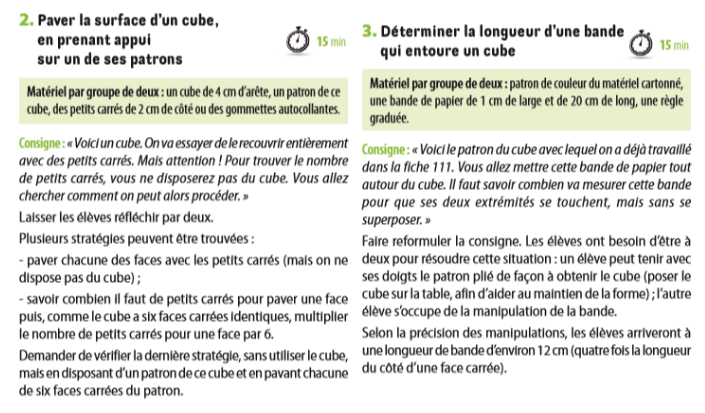 2. Paver la surface d'un cube,
en prenant appui
sur un de ses patrons
15 min
Matériel par groupe de deux : un cube de 4 cm d'arête, un patron de ce
cube, des petits carrés de 2 cm de côté ou des gommettes autocollantes.
Consigne : « Voici un cube. On va essayer de le recouvrir entièrement
avec des petits carrés. Mais attention ! Pour trouver le nombre
de petits carrés, vous ne disposerez pas du cube. Vous allez
chercher comment on peut alors procéder. »
Laisser les élèves réfléchir par deux.
Plusieurs stratégies peuvent être trouvées :
- paver chacune des faces avec les petits carrés (mais on ne
dispose pas du cube) ;
- savoir combien il faut de petits carrés pour paver une face
puis, comme le cube a six faces carrées identiques, multiplier
le nombre de petits carrés pour une face par 6.
Demander de vérifier la dernière stratégie, sans utiliser le cube,
mais en disposant d'un patron de ce cube et en pavant chacune
de six faces carrées du patron.
3. Déterminer la longueur d'une bande
qui entoure un cube
15 min
Matériel par groupe de deux : patron de couleur du matériel cartonné,
une bande de papier de 1 cm de large et de 20 cm de long, une règle
graduée.
Consigne : « Voici le patron du cube avec lequel on a déjà travaillé
dans la fiche 111. Vous allez mettre cette bande de papier tout
autour du cube. Il faut savoir combien va mesurer cette bande
pour que ses deux extrémités se touchent, mais sans se
superposer. »
Faire reformuler la consigne. Les élèves ont besoin d'être à
deux pour résoudre cette situation : un élève peut tenir avec
ses doigts le patron plié de façon à obtenir le cube (poser le
cube sur la table, afin d'aider au maintien de la forme) ; l'autre
élève s'occupe de la manipulation de la bande.
Selon la précision des manipulations, les élèves arriveront à
une longueur de bande d'environ 12 cm (quatre fois la longueur
du côté d'une face carrée).